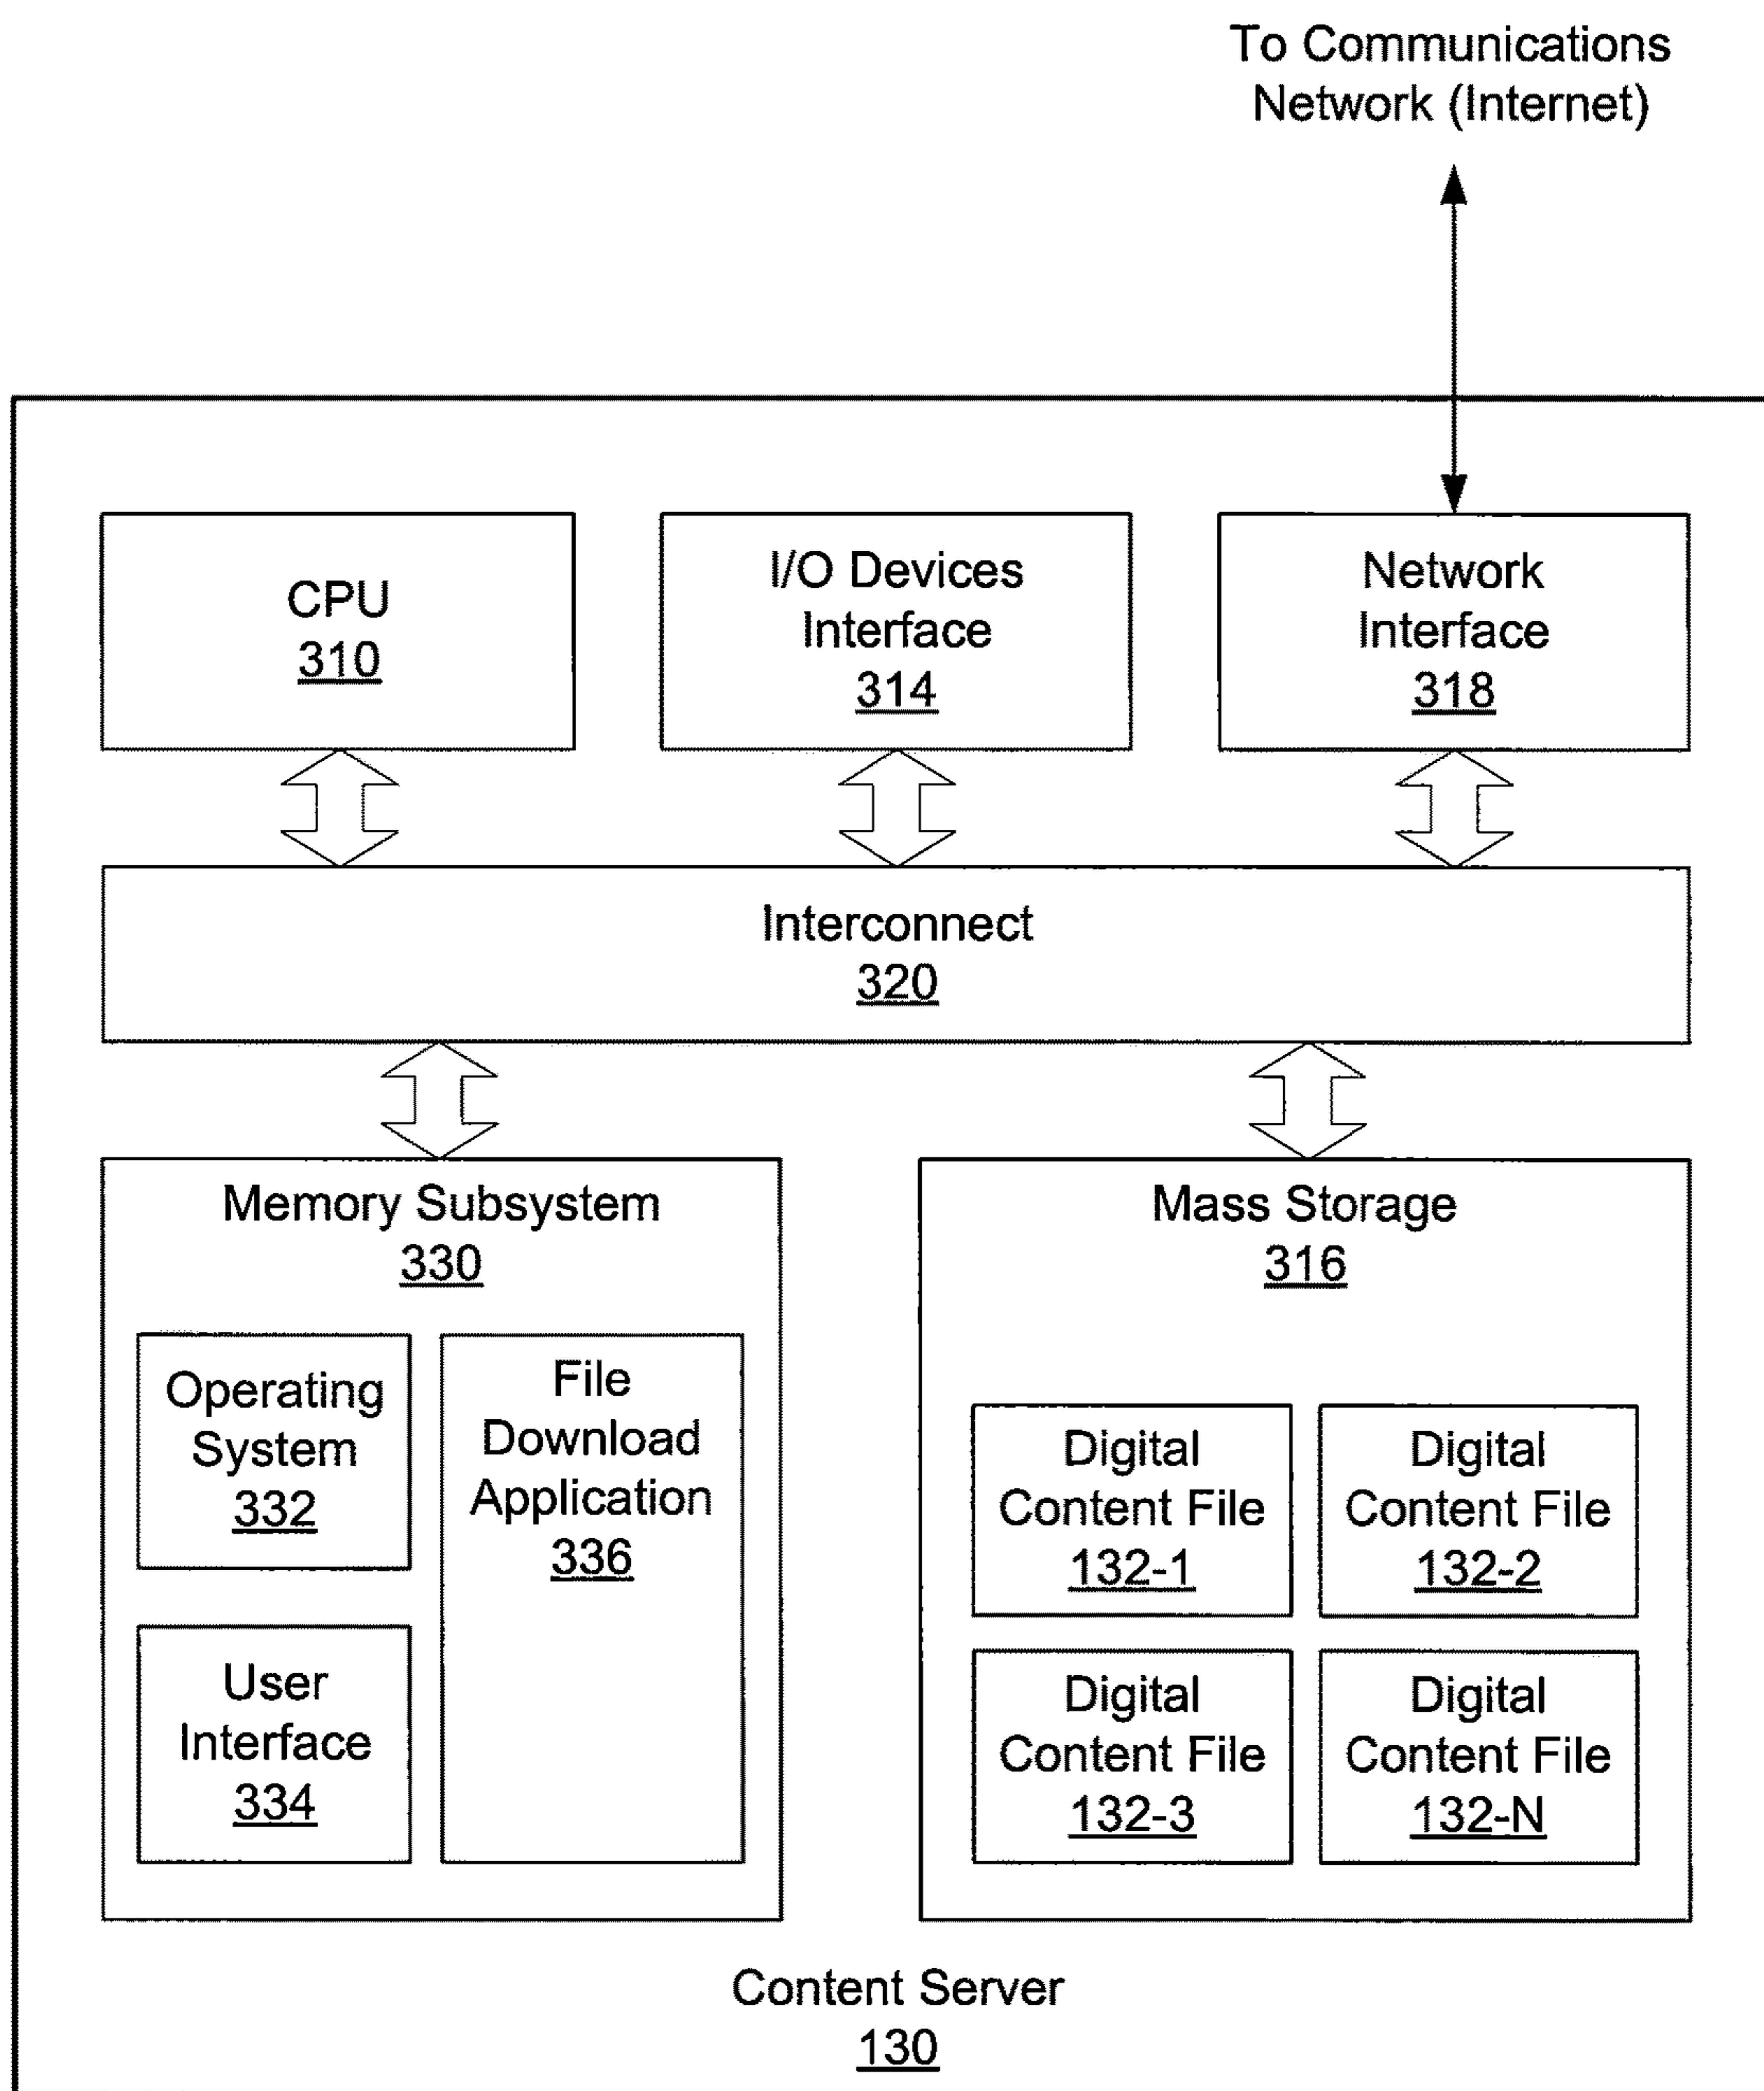 To Communications
Network (Internet)
CPU
310
I/O Devices
Interface
314
Network
Interface
318
Interconnect
320
Memory Subsystem
330
Operating
System
332
File
Download
Application
336
User
Interface
334
Mass Storage
316
Digital
Content File
132-1
Digital
Content File
132-2
Digital
Content File
132-3
Digital
Content File
132-N
Content Server
130